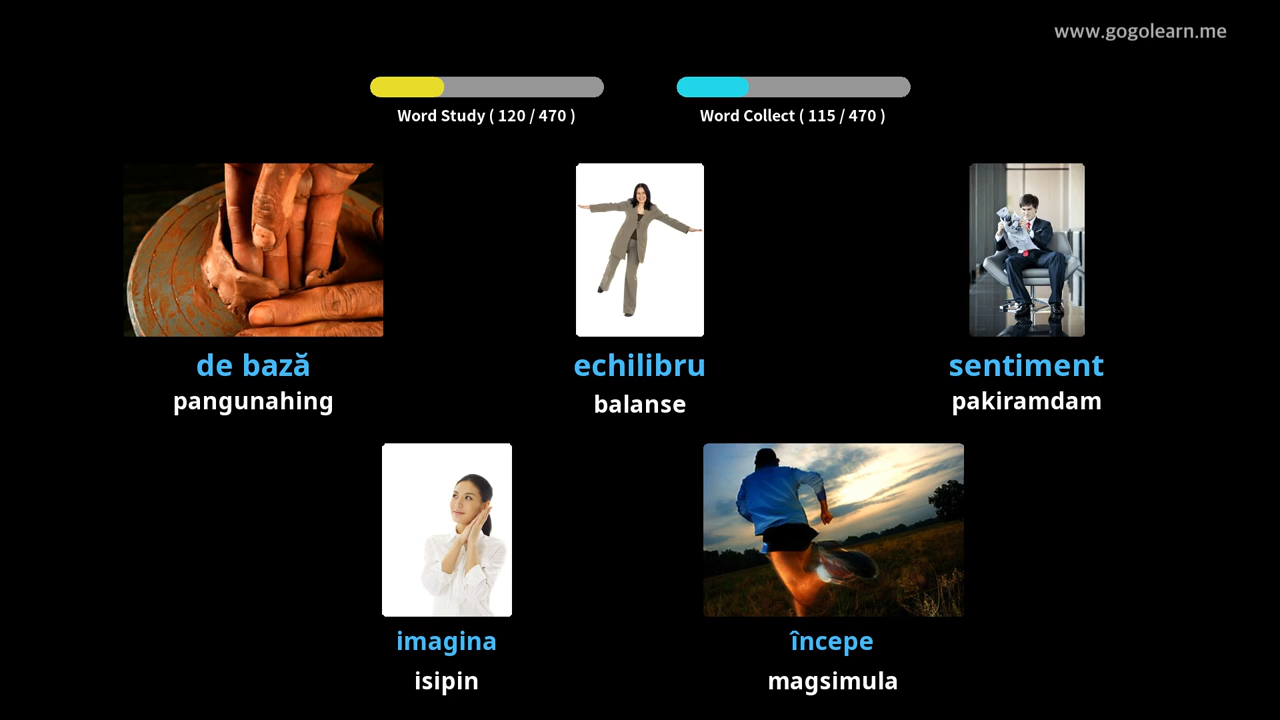 www.gogolearn.me
Word Study ( 120 / 470 )
Word Collect ( 115 / 470 )
de bază
pangunahing
echilibru
balanse
sentiment
pakiramdam
imagina
isipin
începe
magsimula